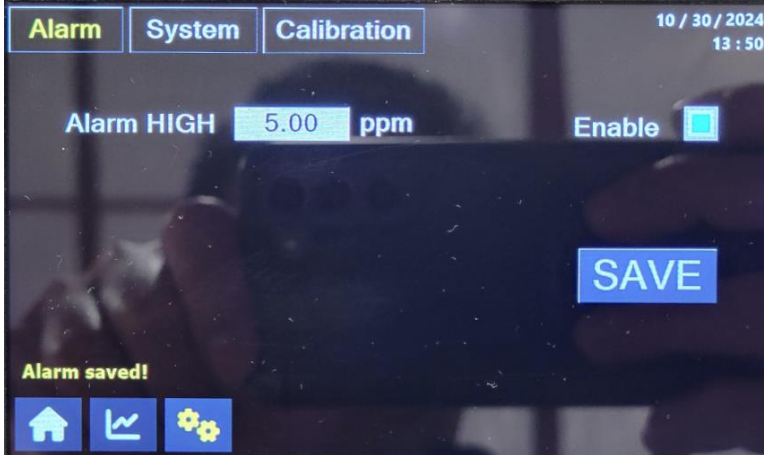 Alarm System Calibration
10 / 30 / 2024
13 : 50
Alarm HIGH 5.00 ppm Enable
SAVE
Alarm saved!